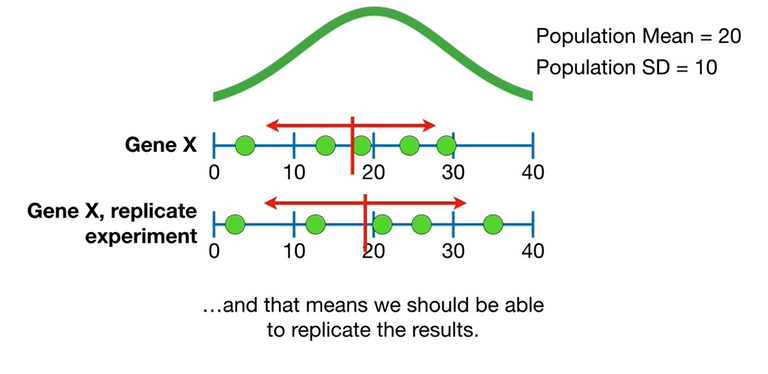 Population Mean = 20
Population SD = 10
Gene X
0 10 20 30 40
Gene X, replicate
experiment
0 10 20 30 40
…and that means we should be able
to replicate the results.